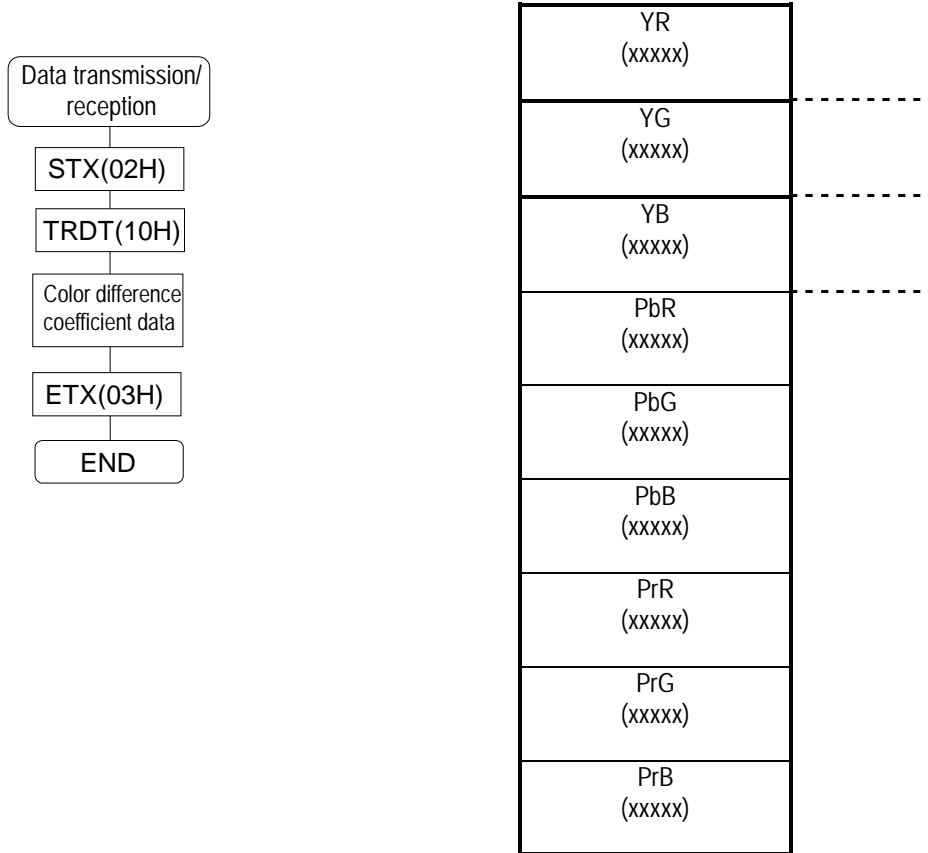 Data transmission/
reception
STX(02H)
TRDT(10H)
Color difference
coefficient data
ETX(03H)
END
YR
(xxxxx)
YG
(xxxxx)
YB
(xxxxx)
PbR
(xxxxx)
PbG
(xxxxx)
PbB
(xxxxx)
PrR
(xxxxx)
PrG
(xxxxx)
PrB
(xxxxx)